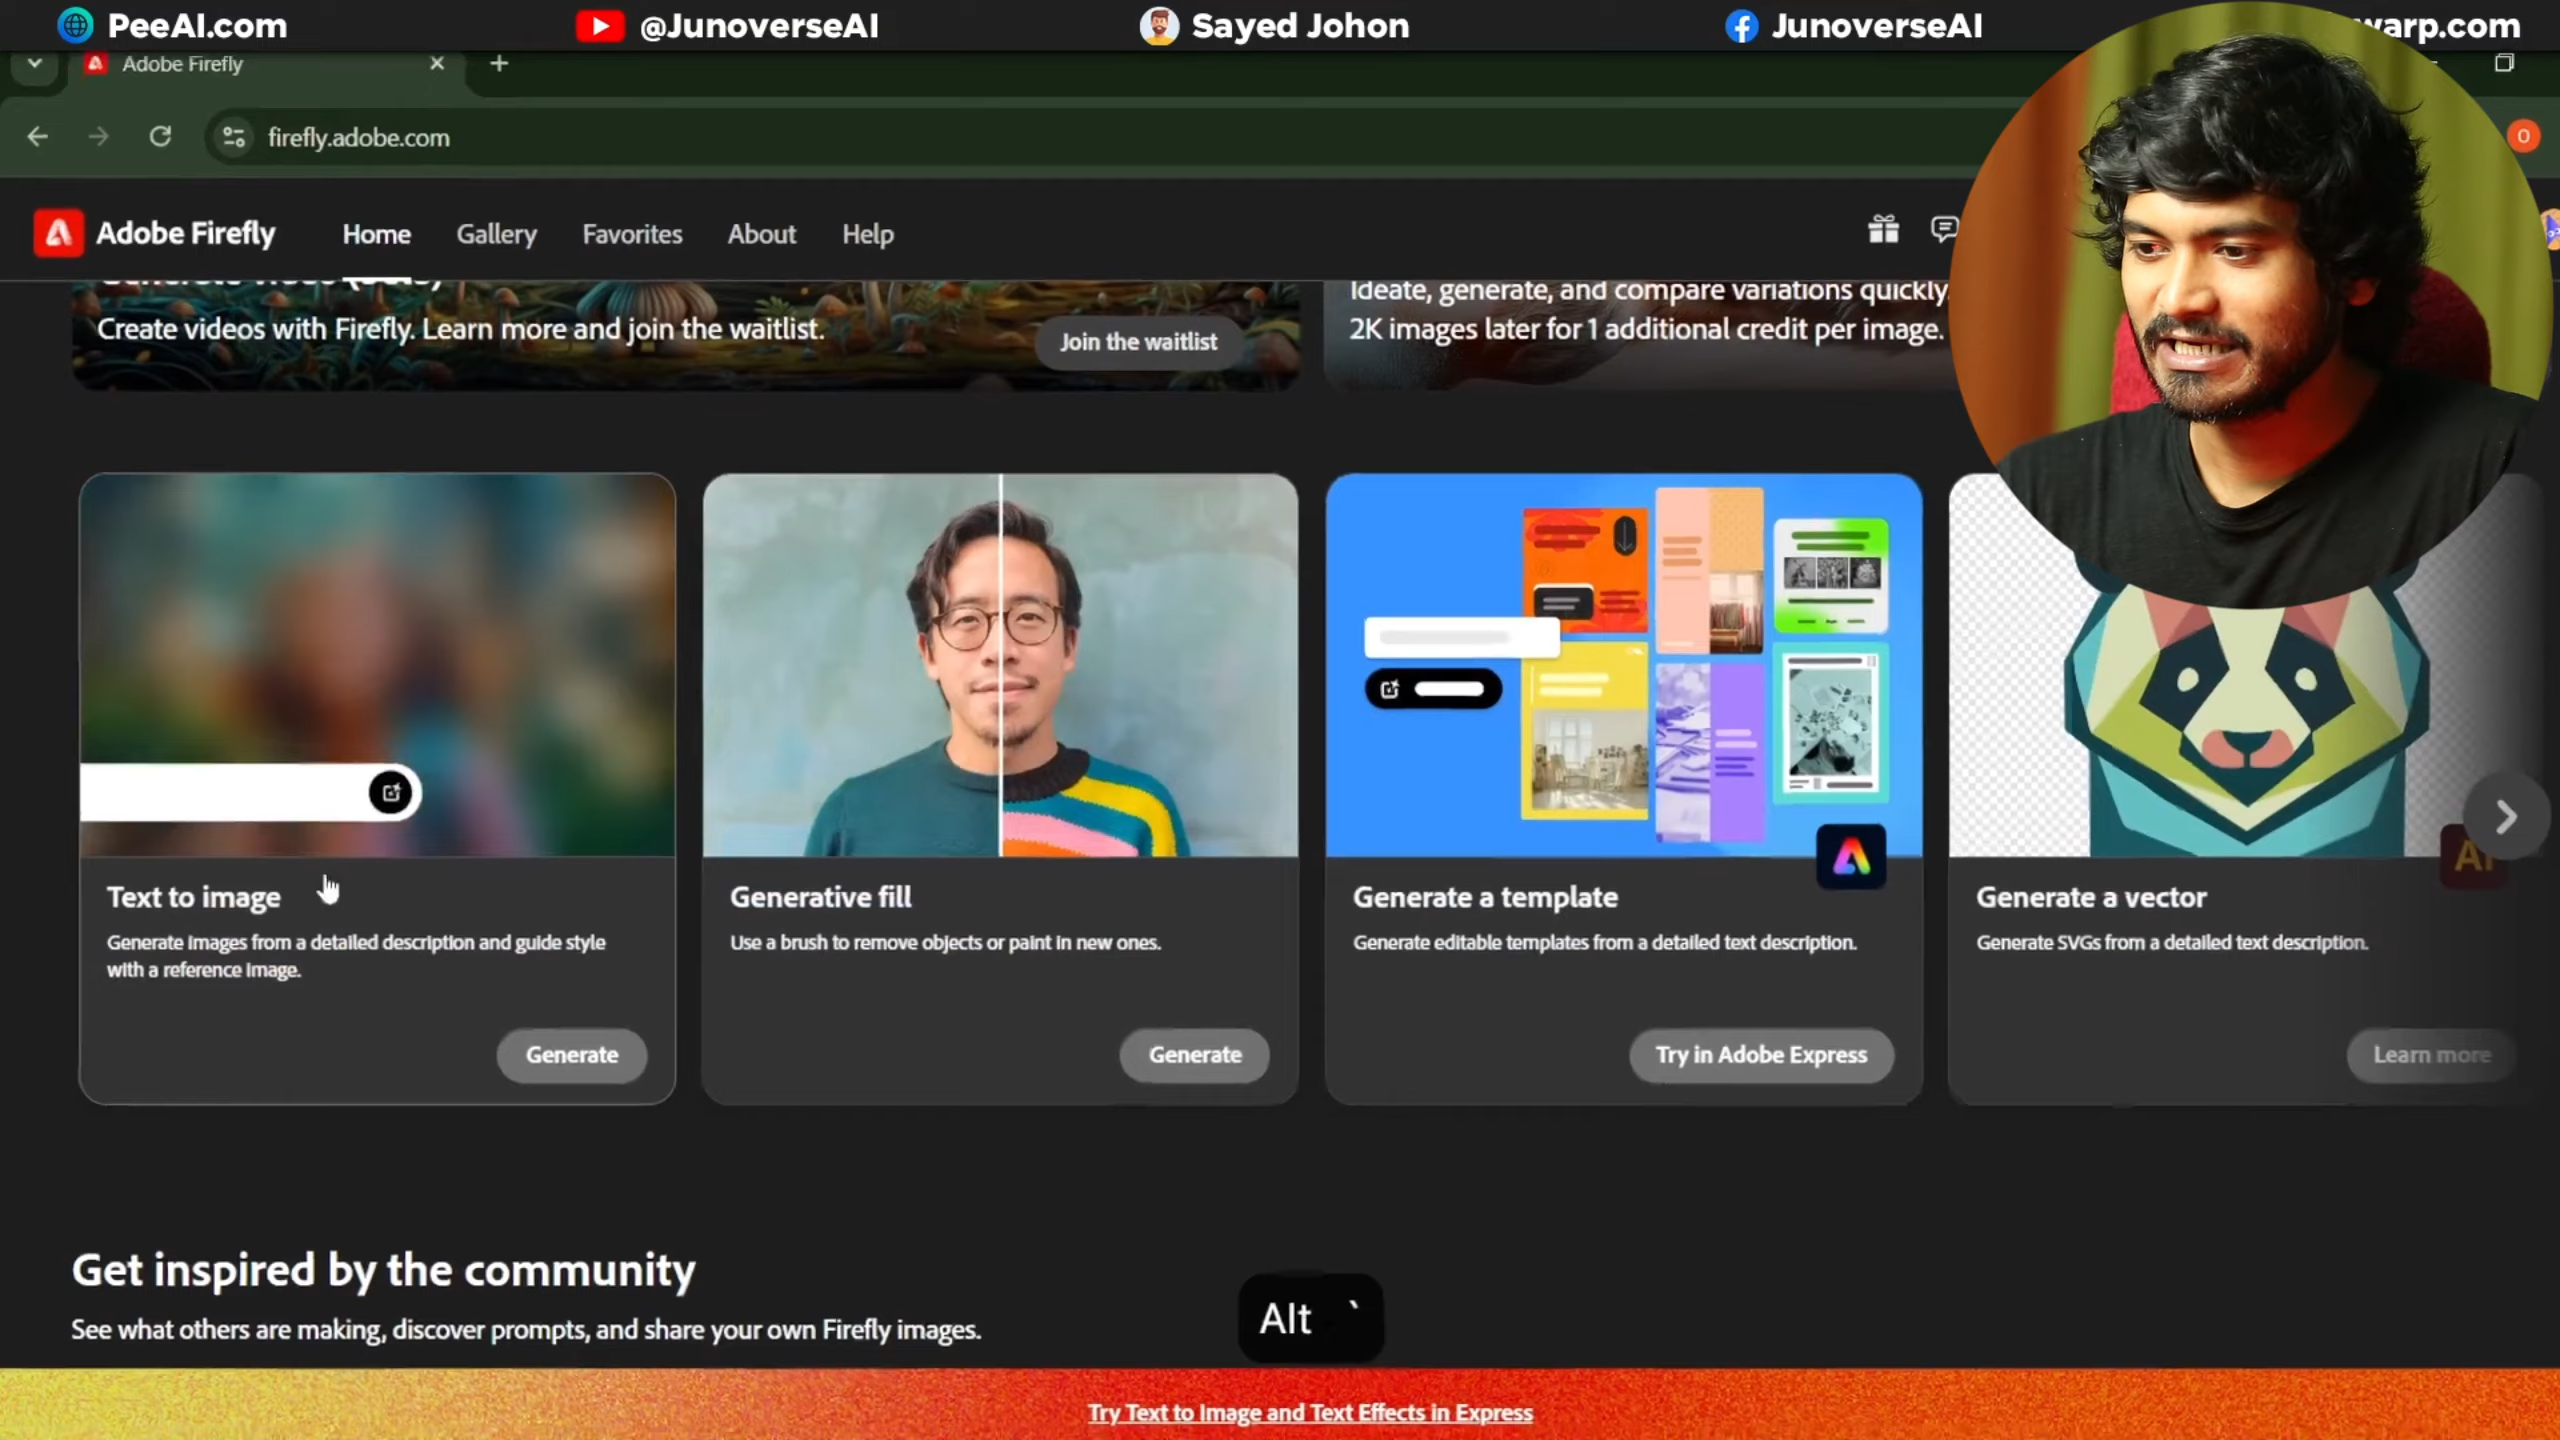 PeeAI.com
@JunoverseAI
Sayed Johon
JunoverseAI
warp.com
Adobe Firefly
firefly.adobe.com
O
Adobe Firefly
Home
Gallery
Favorites
About
Help
Create videos with Firefly. Learn more and join the waitlist.
Join the waitlist
Ideate, generate, and compare variations quickly
2K images later for 1 additional credit per image.
Text to image
Generate images from a detailed description and guide style
with a reference image.
Generate
Generative fill
Use a brush to remove objects or paint in new ones.
Generate
Generate a template
Generate editable templates from a detailed text description.
Try in Adobe Express
Ai
Generate a vector
Generate SVGs from a detailed text description.
Learn more
Get inspired by the community
See what others are making, discover prompts, and share your own Firefly images.
Alt `
Try Text to Image and Text Effects in Express